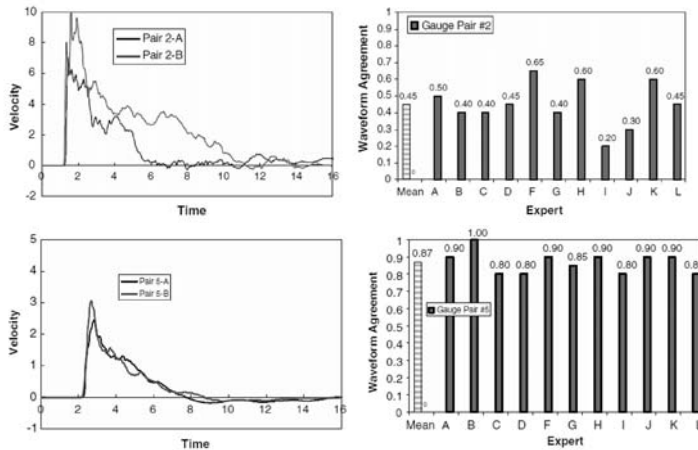 10
8
6
4
2
0
-2
Velocity
Pair 2-A
Pair 2-B
0 2 4 6 8 10 12 14 16
Time
1
0.9
0.8
0.7
0.6
0.5
0.4
0.3
0.2
0.1
0
Waveform Agreement
Gauge Pair #2
0.45 0.50 0.40 0.40 0.45 0.65 0.40 0.60 0.20 0.30 0.60 0.45
0
Mean A B C D F G H I J K L
Expert
5
4
3
2
1
0
-1
Velocity
Pair 5-A
Pair 5-B
0 2 4 6 8 10 12 14 16
Time
1
0.9
0.8
0.7
0.6
0.5
0.4
0.3
0.2
0.1
0
Waveform Agreement
0.87 0.90 1.00 0.80 0.80 0.90 0.85 0.90 0.80 0.90 0.90
Gauge Pair #5
0
Mean A B C D F G H I J K L
Expert